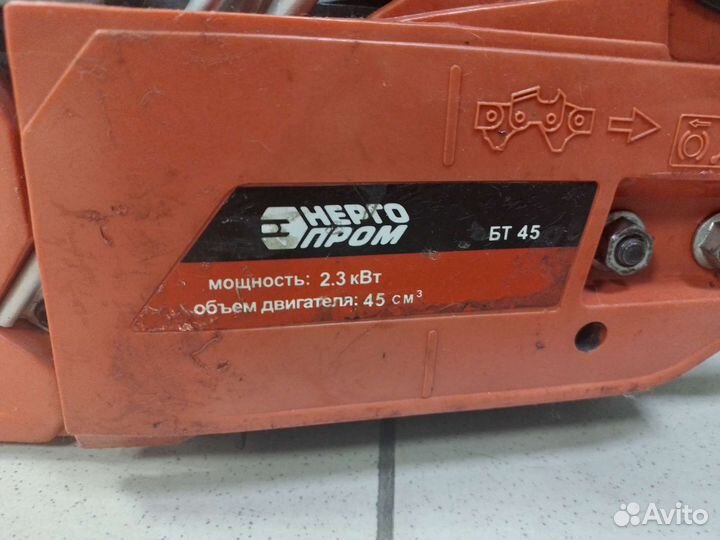 ЭНЕРГО
ПРОМ
БТ 45
мощность: 2.3 кВт
объем двигателя: 45 см³
Avito